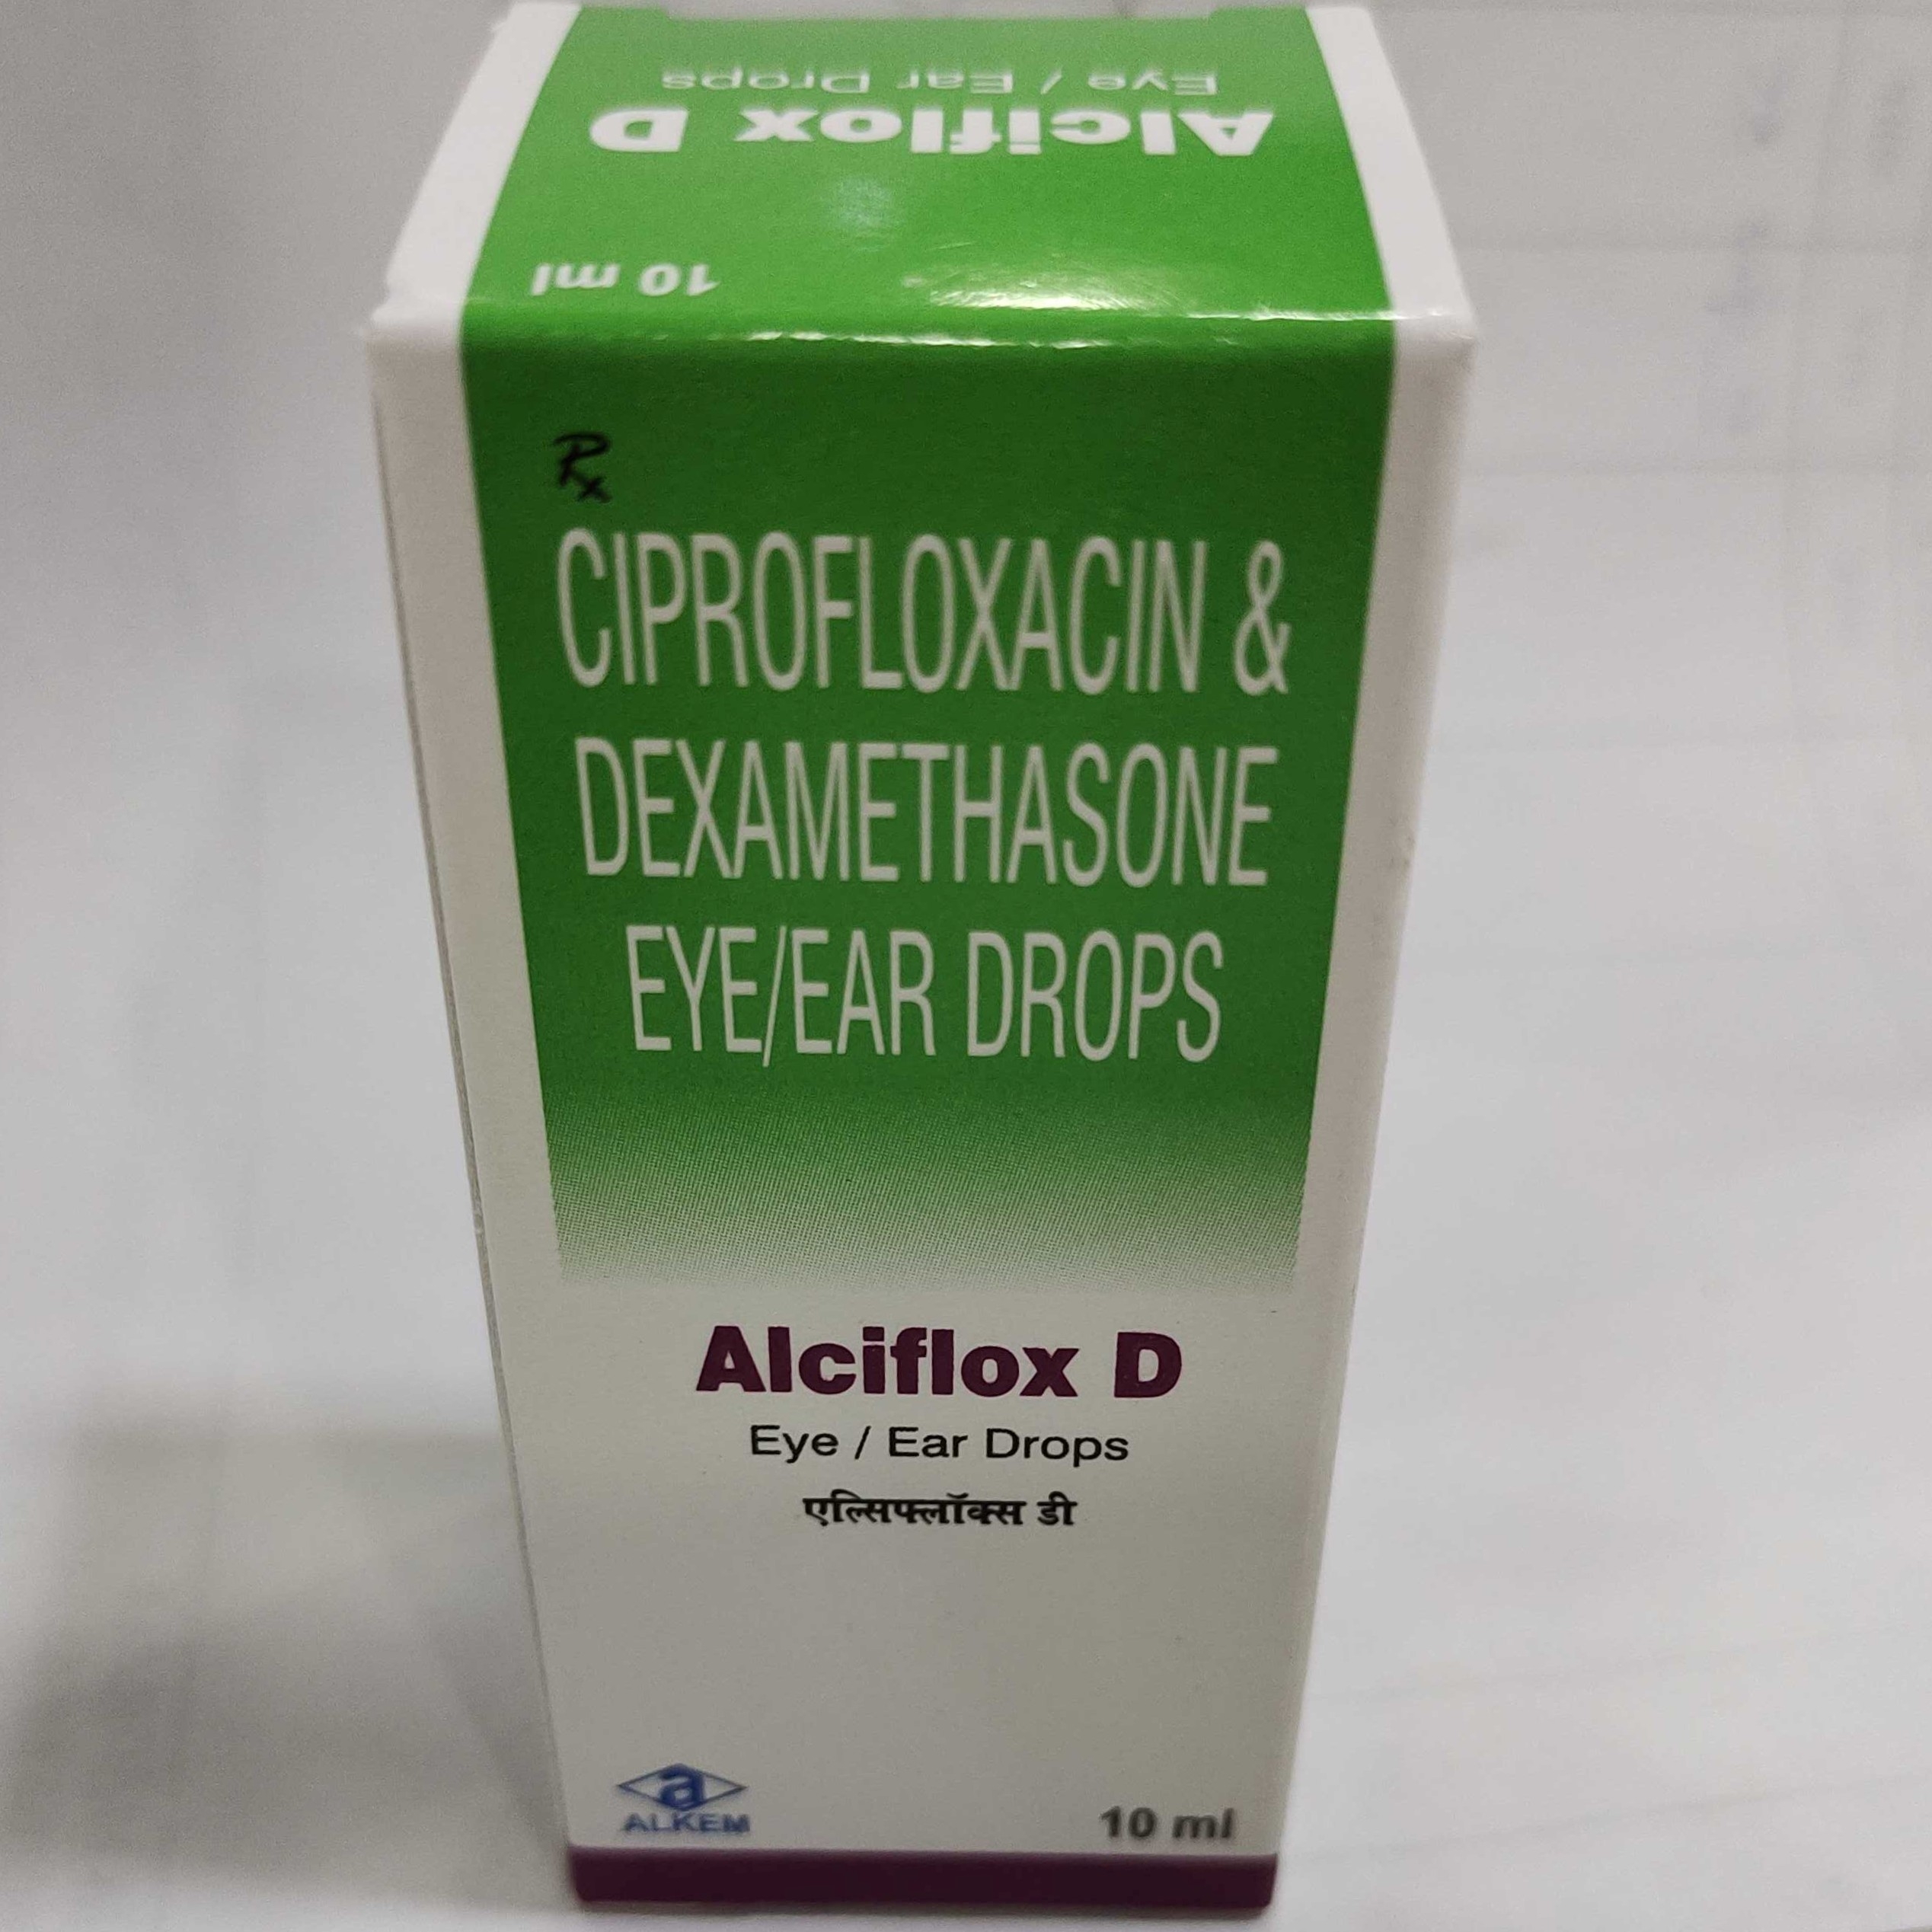 Alciflox D
Eye / Ear Drops
10 ml
Rx
CIPROFLOXACIN &
DEXAMETHASONE
EYE/EAR DROPS
Alciflox D
Eye / Ear Drops
एल्सिफ्लॉक्स डी
a
ALKEM
10 ml